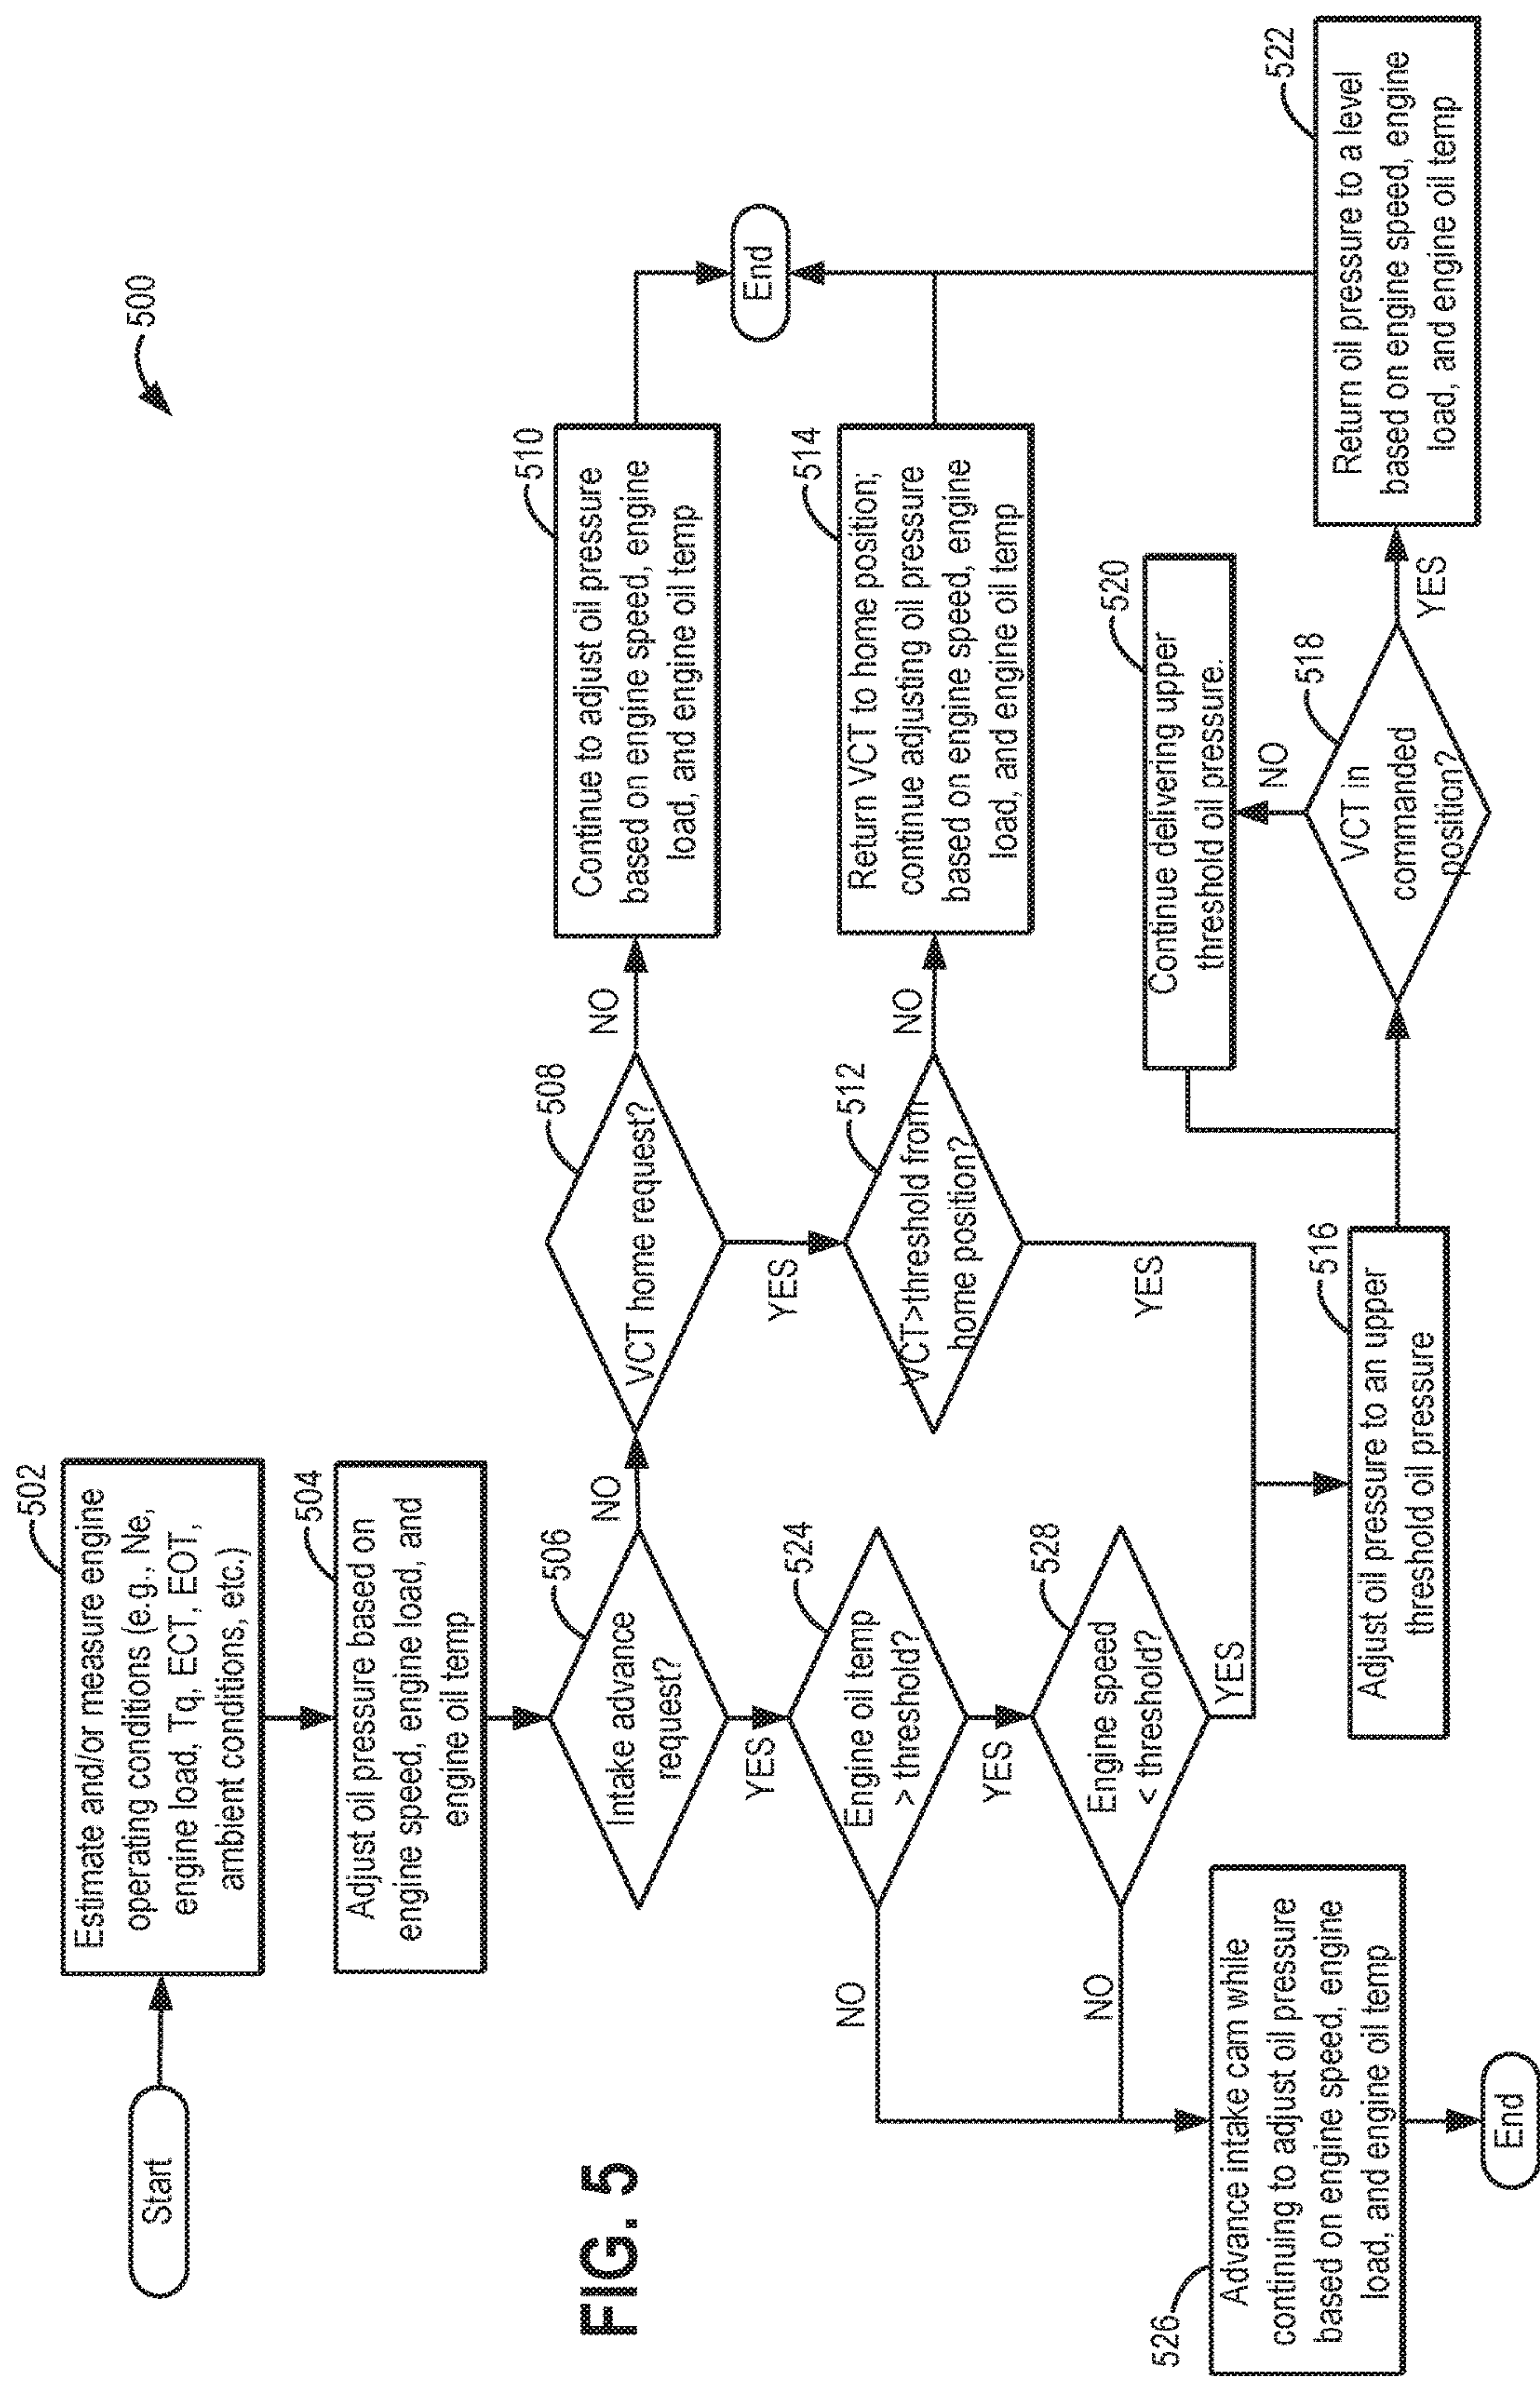 500
Start
502
Estimate and/or measure engine
operating conditions (e.g., Ne,
engine load, Tq, ECT, EOT,
ambient conditions, etc.)
504
Adjust oil pressure based on
engine speed, engine load, and
engine oil temp
506
Intake advance
request?
NO
YES
508
VCT home request?
NO
YES
510
Continue to adjust oil pressure
based on engine speed, engine
load, and engine oil temp
End
524
Engine oil temp
> threshold?
NO
YES
512
VCT>threshold from
home position?
NO
YES
514
Return VCT to home position;
continue adjusting oil pressure
based on engine speed, engine
load, and engine oil temp
528
Engine speed
< threshold?
NO
YES
520
Continue delivering upper
threshold oil pressure.
526
Advance intake cam while
continuing to adjust oil pressure
based on engine speed, engine
load, and engine oil temp
End
516
Adjust oil pressure to an upper
threshold oil pressure
518
VCT in
commanded
position?
NO
YES
522
Return oil pressure to a level
based on engine speed, engine
load, and engine oil temp
FIG. 5